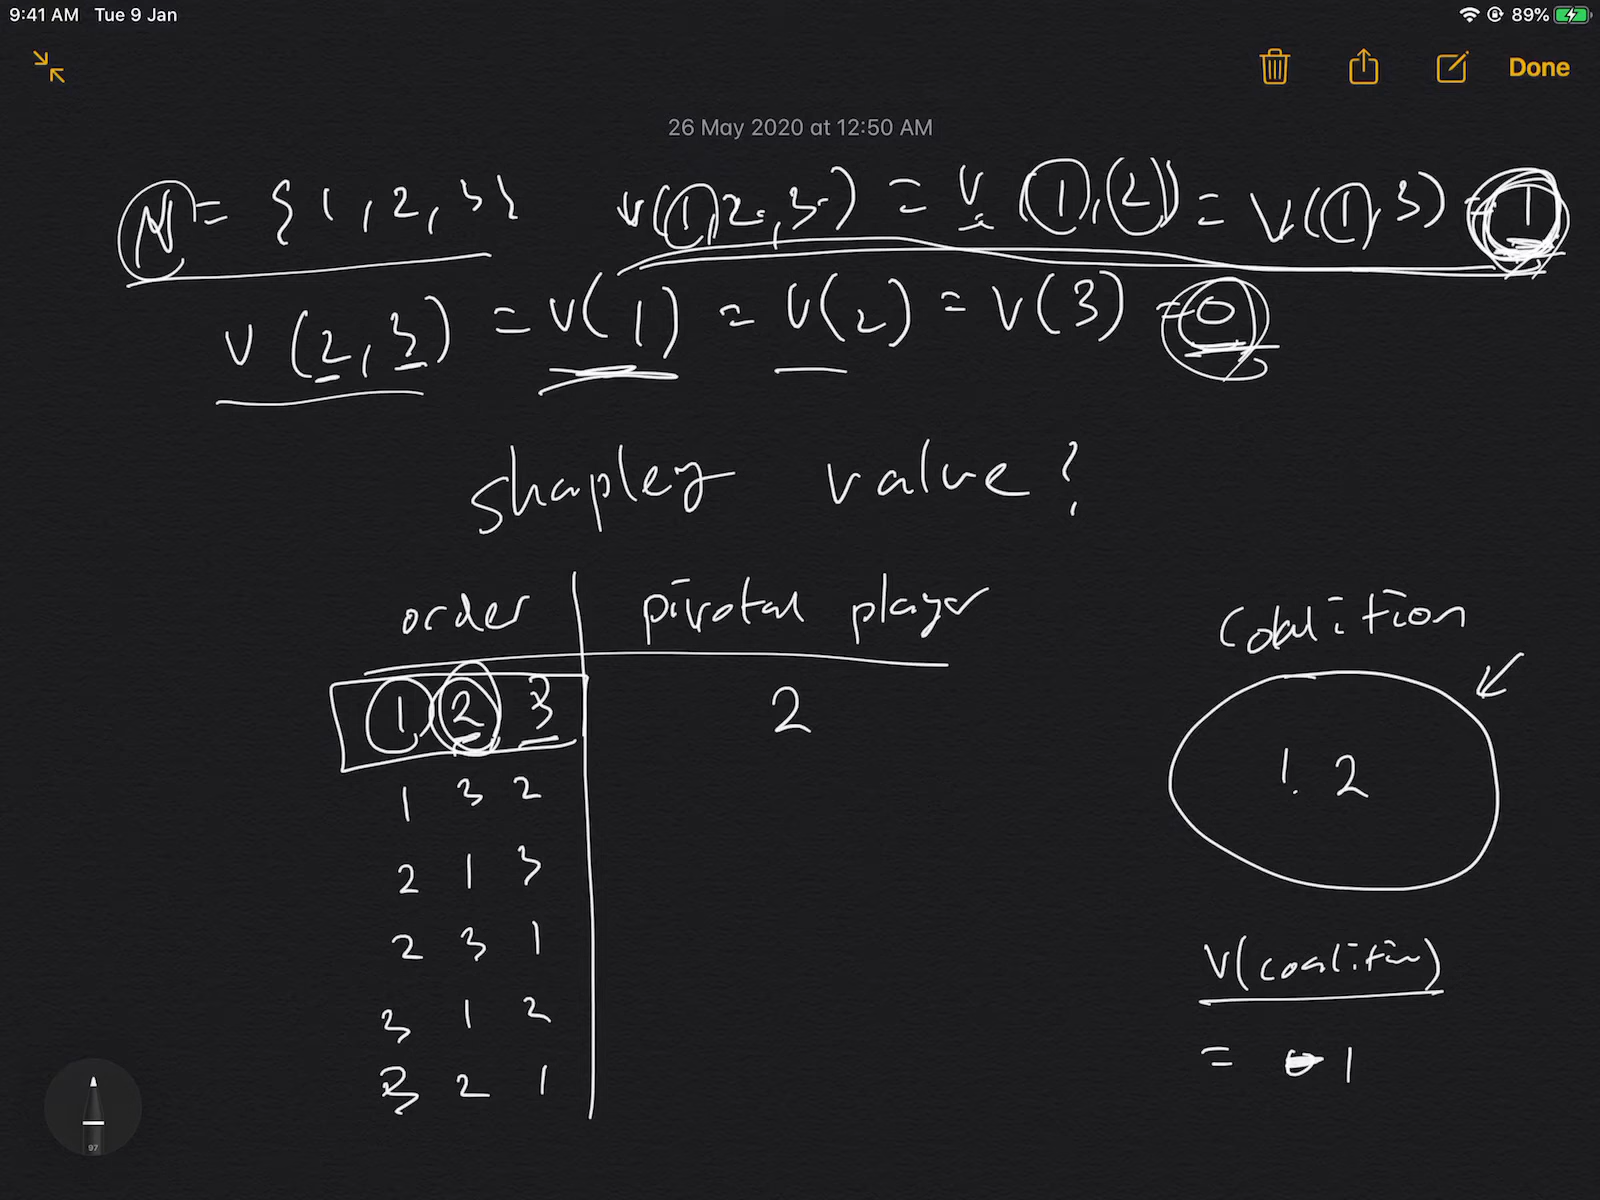 9:41 AM Tue 9 Jan 89%
Done
26 May 2020 at 12:50 AM
N = {1, 2, 3} v(1,2,3) = v(1,(2)) = v(1,3) = 1
v(2,3) = v(1) = v(2) = v(3) = 0
shapley value?
order pivotal player
coalition
1 2 3 2
1 3 2
1. 2
2 1 3
2 3 1
v(coalition)
3 1 2
= 1
3 2 1
97